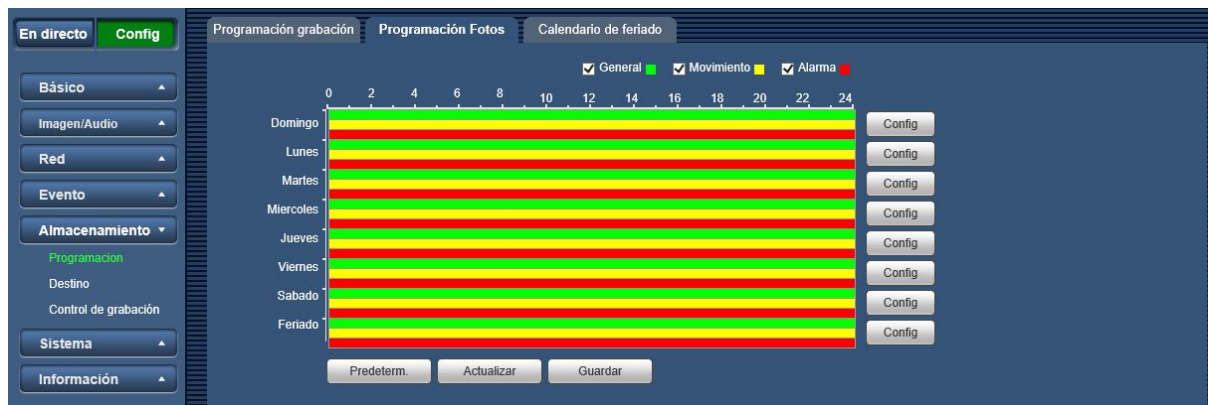 En directo Config
Programación grabación Programación Fotos Calendario de feriado
General Movimiento Alarma
0 2 4 6 8 10 12 14 16 18 20 22 24
Domingo Config
Lunes Config
Martes Config
Miercoles Config
Jueves Config
Viernes Config
Sabado Config
Feriado Config
Predeterm. Actualizar Guardar
Básico
Imagen/Audio
Red
Evento
Almacenamiento
Programacion
Destino
Control de grabación
Sistema
Información